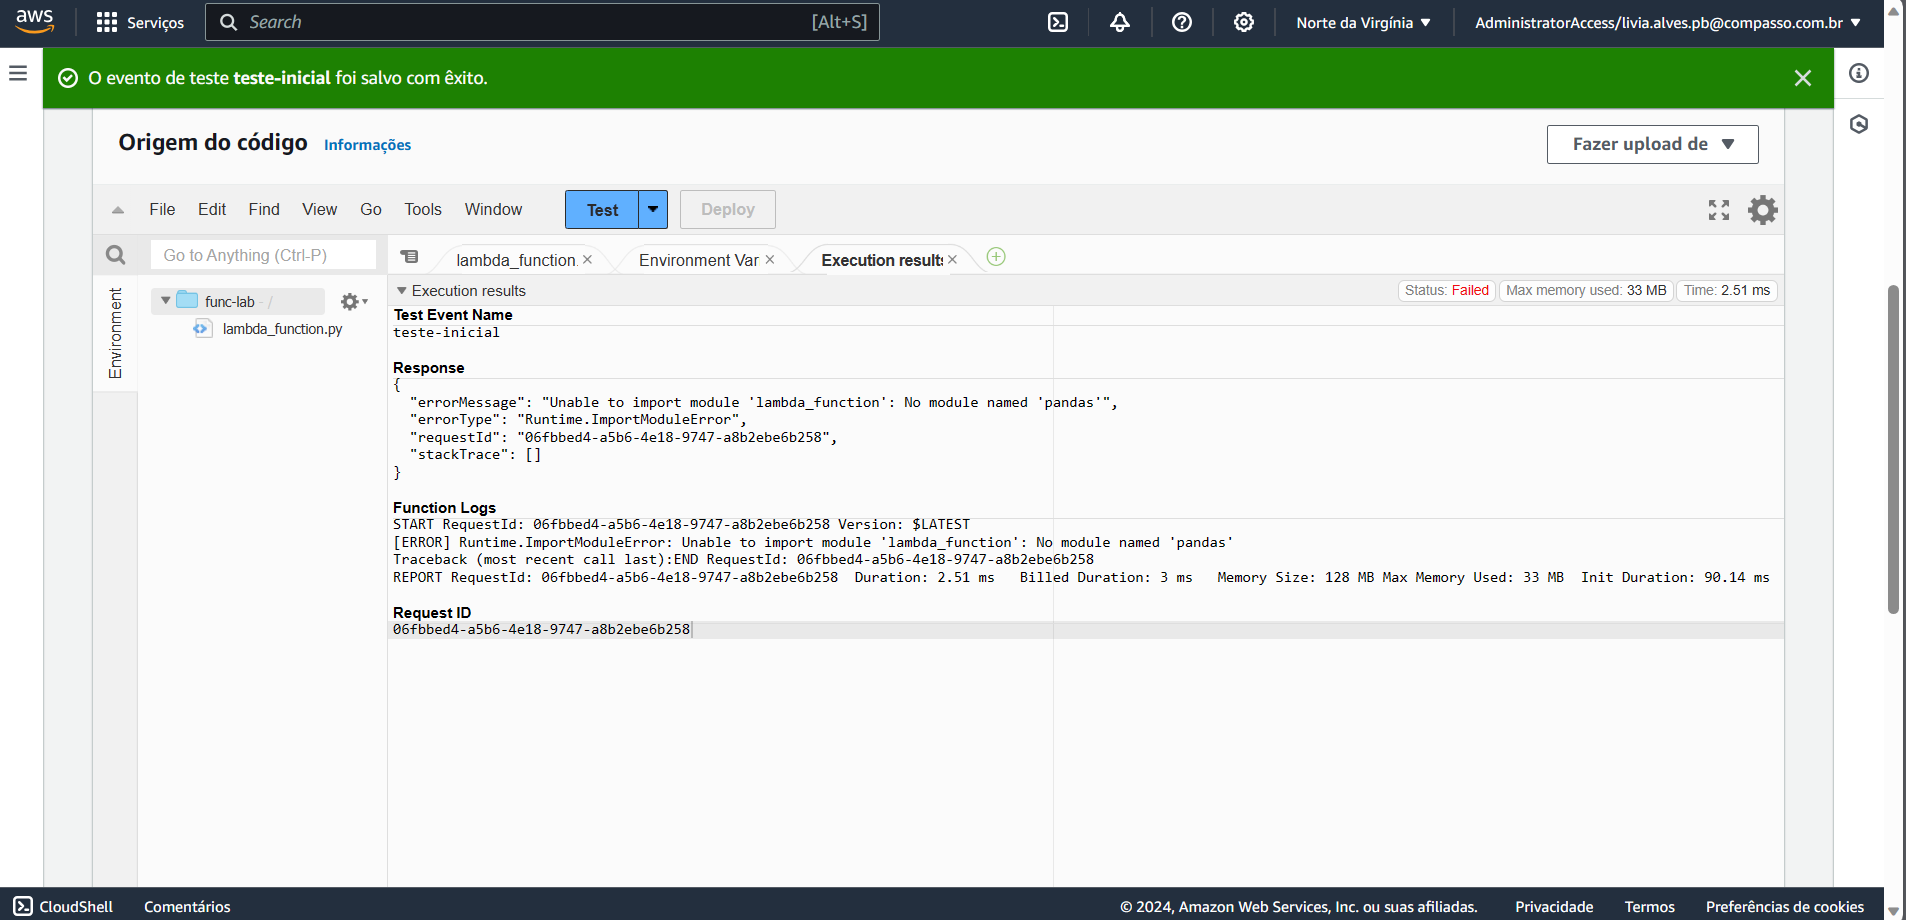 aws Serviços Search [Alt+S] Norte da Virgínia AdministratorAccess/livia.alves.pb@compasso.com.br
O evento de teste teste-inicial foi salvo com êxito.
Origem do código Informações Fazer upload de
File Edit Find View Go Tools Window Test Deploy
Go to Anything (Ctrl-P) lambda_function. Environment Var Execution results
Environment
func-lab - /
lambda_function.py
Execution results Status: Failed Max memory used: 33 MB Time: 2.51 ms
Test Event Name
teste-inicial
Response
{
"errorMessage": "Unable to import module 'lambda_function': No module named 'pandas'",
"errorType": "Runtime.ImportModuleError",
"requestId": "06fbbed4-a5b6-4e18-9747-a8b2ebe6b258",
"stackTrace": []
}
Function Logs
START RequestId: 06fbbed4-a5b6-4e18-9747-a8b2ebe6b258 Version: $LATEST
[ERROR] Runtime.ImportModuleError: Unable to import module 'lambda_function': No module named 'pandas'
Traceback (most recent call last):END RequestId: 06fbbed4-a5b6-4e18-9747-a8b2ebe6b258
REPORT RequestId: 06fbbed4-a5b6-4e18-9747-a8b2ebe6b258 Duration: 2.51 ms Billed Duration: 3 ms Memory Size: 128 MB Max Memory Used: 33 MB Init Duration: 90.14 ms
Request ID
06fbbed4-a5b6-4e18-9747-a8b2ebe6b258
CloudShell Comentários © 2024, Amazon Web Services, Inc. ou suas afiliadas. Privacidade Termos Preferências de cookies